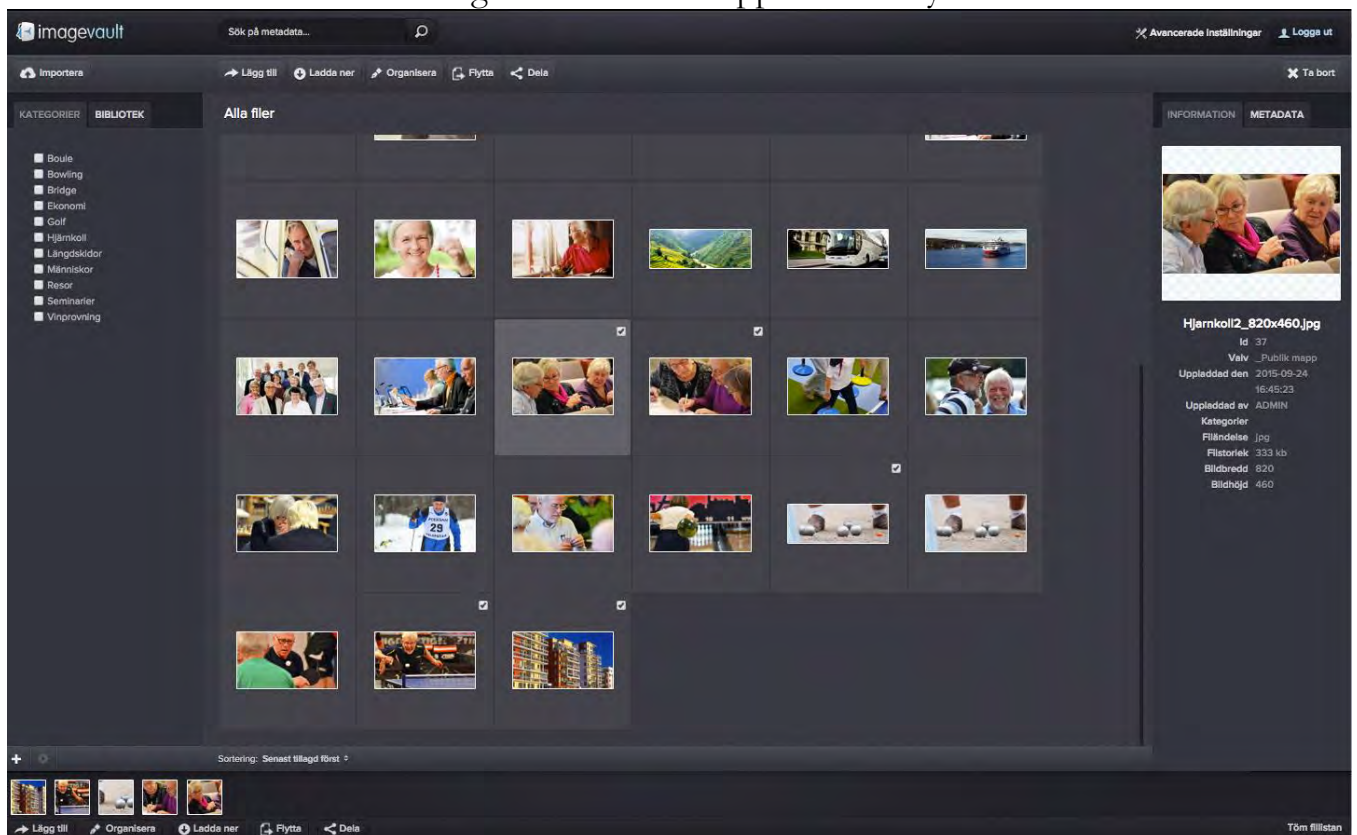 imagevault
Sök på metadata...
Avancerade inställningar
Logga ut
Importera
Lägg till
Ladda ner
Organisera
Flytta
Dela
Ta bort
KATEGORIER
BIBLIOTEK
Alla filer
INFORMATION
METADATA
Boule
Bowling
Bridge
Ekonomi
Golf
Hjärnkoll
Längdskidor
Människor
Resor
Seminarier
Vinprovning
Hjarnkoll2_820x460.jpg
Id 37
Valv _Publik mapp
Uppladdad den 2015-09-24
16:45:23
Uppladdad av ADMIN
Kategorier
Filändelse jpg
Filstorlek 333 kb
Bildbredd 820
Bildhöjd 460
29
Sortering: Senast tillagd först
Lägg till
Organisera
Ladda ner
Flytta
Dela
Töm fillistan